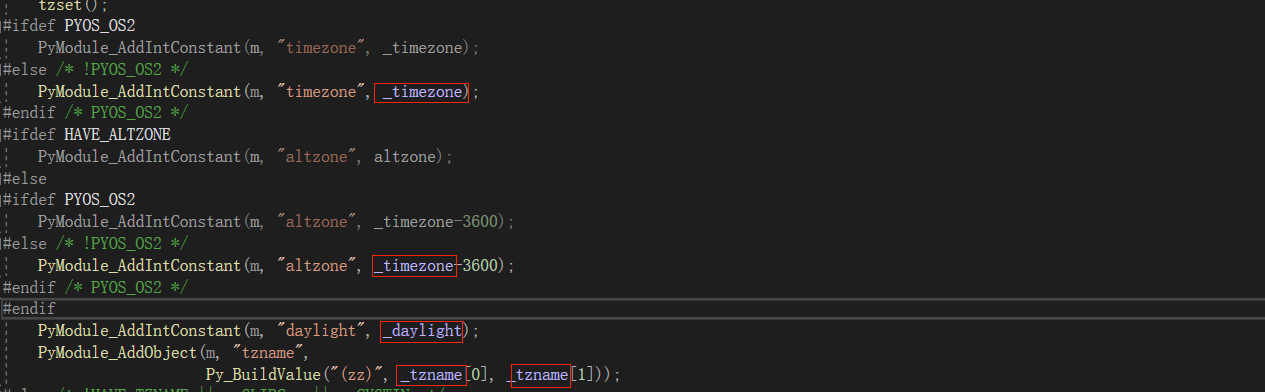 tzset();
#ifdef PYOS_OS2
PyModule_AddIntConstant(m, "timezone", _timezone);
#else /* !PYOS_OS2 */
PyModule_AddIntConstant(m, "timezone", _timezone);
#endif /* PYOS_OS2 */
#ifdef HAVE_ALTZONE
PyModule_AddIntConstant(m, "altzone", altzone);
#else
#ifdef PYOS_OS2
PyModule_AddIntConstant(m, "altzone", _timezone-3600);
#else /* !PYOS_OS2 */
PyModule_AddIntConstant(m, "altzone", _timezone-3600);
#endif /* PYOS_OS2 */
#endif
PyModule_AddIntConstant(m, "daylight", _daylight);
PyModule_AddObject(m, "tzname",
Py_BuildValue("(zz)", _tzname[0], _tzname[1]));